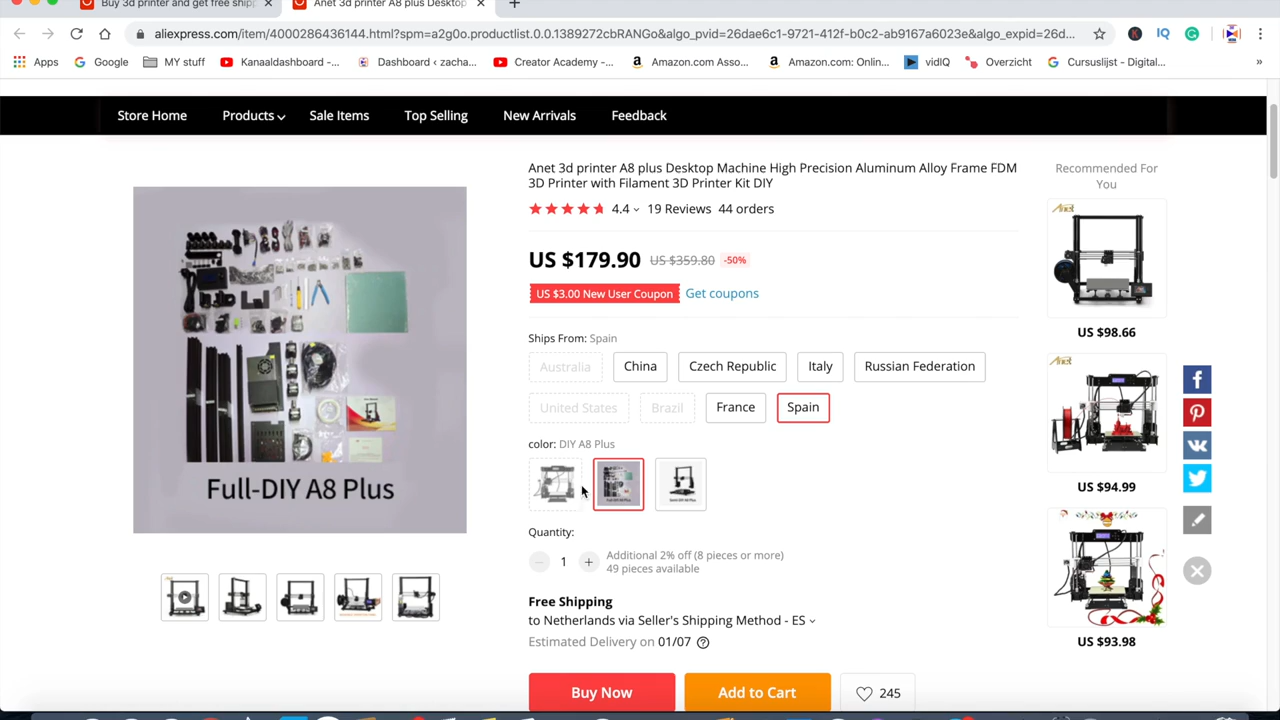 Buy 3d printer and get free shipp
Anet 3d printer A8 plus Desktop
aliexpress.com/item/4000286436144.html?spm=a2g0o.productlist.0.0.1389272cbRANGo&algo_pvid=26dae6c1-9721-412f-b0c2-ab9167a6023e&algo_expid=26d...
Apps Google MY stuff Kanaaldashboard -... Dashboard ‹ zacha... Creator Academy -... Amazon.com Asso... Amazon.com: Onlin... vidIQ Overzicht Cursuslijst - Digital... »
Store Home Products Sale Items Top Selling New Arrivals Feedback
Anet 3d printer A8 plus Desktop Machine High Precision Aluminum Alloy Frame FDM
3D Printer with Filament 3D Printer Kit DIY
4.4 19 Reviews 44 orders
US $179.90 US $359.80 -50%
US $3.00 New User Coupon Get coupons
Ships From: Spain
Australia China Czech Republic Italy Russian Federation
United States Brazil France Spain
color: DIY A8 Plus
Full-DIY A8 Plus
Quantity:
1
Additional 2% off (8 pieces or more)
49 pieces available
Free Shipping
to Netherlands via Seller's Shipping Method - ES
Estimated Delivery on 01/07
Buy Now Add to Cart 245
Recommended For
You
Anet
US $98.66
Anet
US $94.99
US $93.98